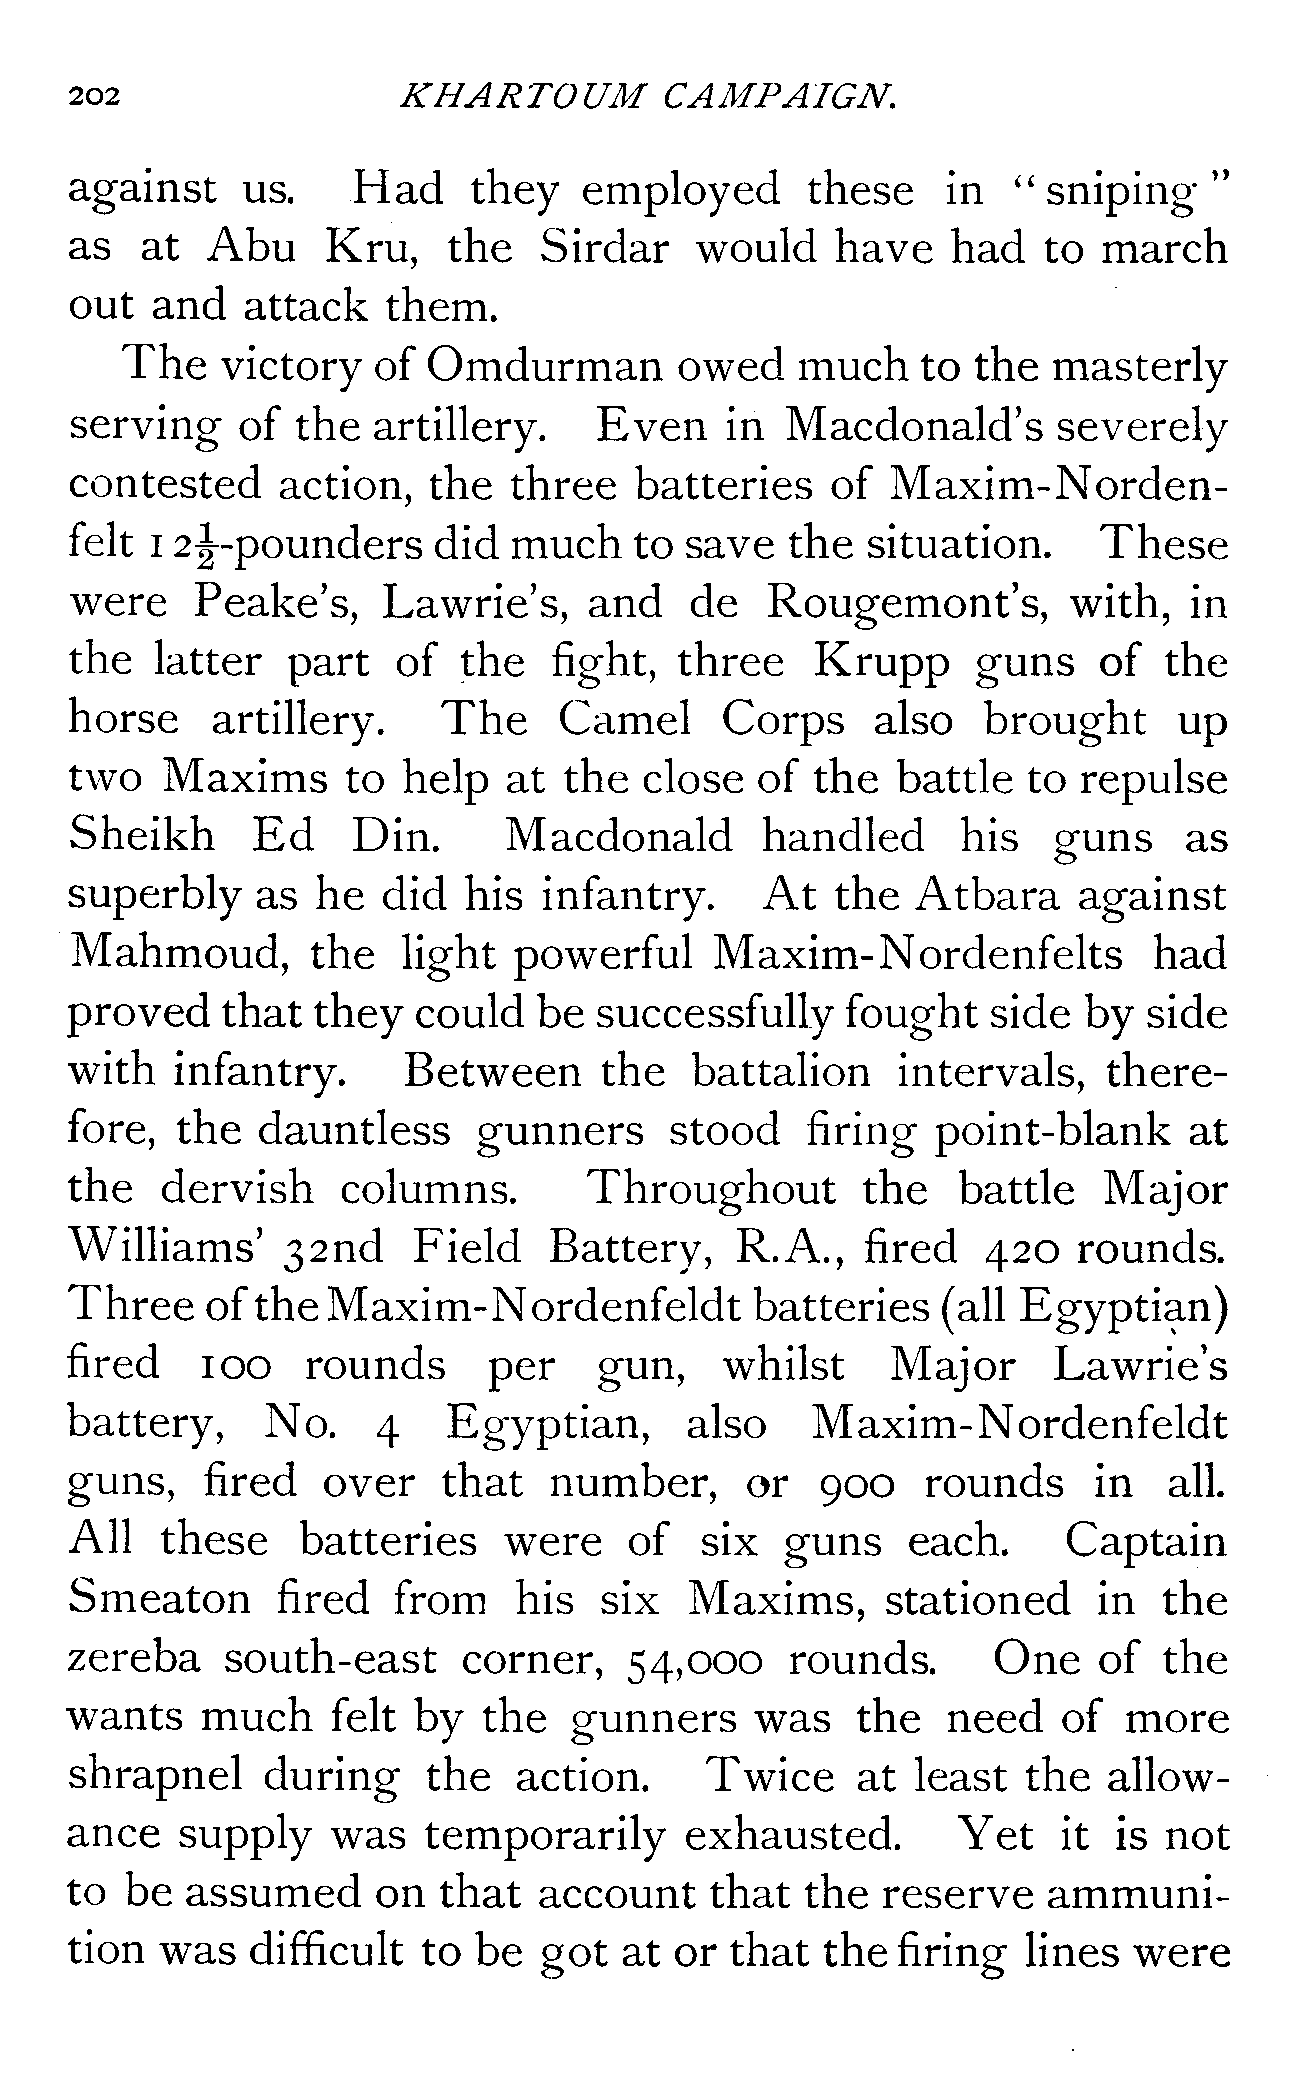 202 KHARTOUM CAMPAIGN.
against us. Had they employed these in “sniping”
as at Abu Kru, the Sirdar would have had to march
out and attack them.
The victory of Omdurman owed much to the masterly
serving of the artillery. Even in Macdonald’s severely
contested action, the three batteries of Maxim-Norden-
felt 12½-pounders did much to save the situation. These
were Peake’s, Lawrie’s, and de Rougemont’s, with, in
the latter part of the fight, three Krupp guns of the
horse artillery. The Camel Corps also brought up
two Maxims to help at the close of the battle to repulse
Sheikh Ed Din. Macdonald handled his guns as
superbly as he did his infantry. At the Atbara against
Mahmoud, the light powerful Maxim-Nordenfelts had
proved that they could be successfully fought side by side
with infantry. Between the battalion intervals, there-
fore, the dauntless gunners stood firing point-blank at
the dervish columns. Throughout the battle Major
Williams’ 32nd Field Battery, R.A., fired 420 rounds.
Three of the Maxim-Nordenfeldt batteries (all Egyptian)
fired 100 rounds per gun, whilst Major Lawrie’s
battery, No. 4 Egyptian, also Maxim-Nordenfeldt
guns, fired over that number, or 900 rounds in all.
All these batteries were of six guns each. Captain
Smeaton fired from his six Maxims, stationed in the
zereba south-east corner, 54,000 rounds. One of the
wants much felt by the gunners was the need of more
shrapnel during the action. Twice at least the allow-
ance supply was temporarily exhausted. Yet it is not
to be assumed on that account that the reserve ammuni-
tion was difficult to be got at or that the firing lines were